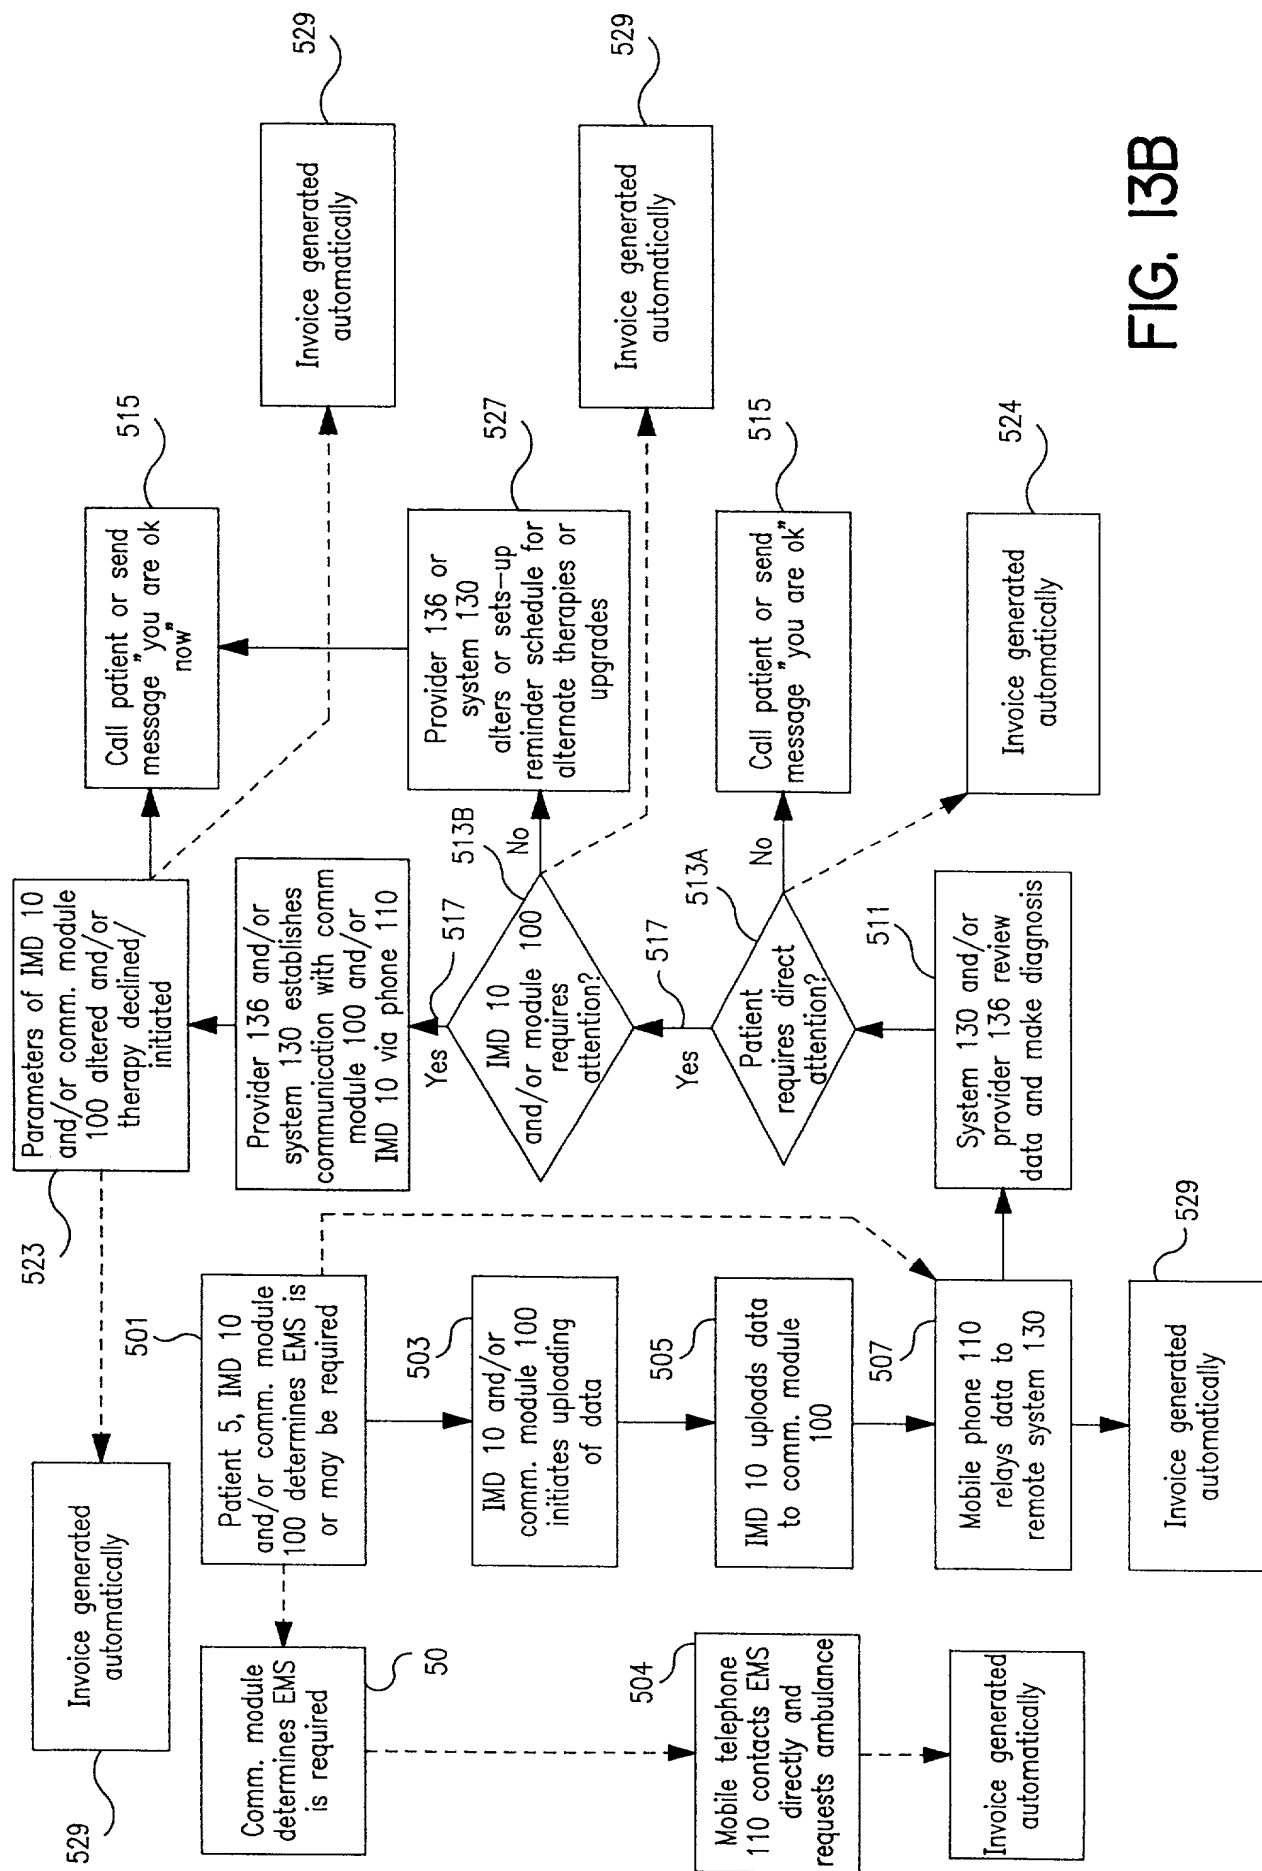 529
Invoice generated
automatically
523
Parameters of IMD 10
and/or comm. module
100 altered and/or
therapy declined/
initiated
515
Call patient or send
message "you are ok
now"
529
Invoice generated
automatically
50
Comm. module
determines EMS
is required
501
Patient 5, IMD 10
and/or comm. module
100 determines EMS is
or may be required
Provider 136 and/or
system 130 establishes
communication with comm
module 100 and/or
IMD 10 via phone 110
517
Yes
513B
IMD 10
and/or module 100
requires
attention?
No
527
Provider 136 or
system 130
alters or sets-up
reminder schedule for
alternate therapies or
upgrades
529
Invoice generated
automatically
503
IMD 10 and/or
comm. module 100
initiates uploading
of data
504
Mobile telephone
110 contacts EMS
directly and
requests ambulance
505
IMD 10 uploads data
to comm. module
100
517
Yes
513A
Patient
requires direct
attention?
No
515
Call patient or send
message "you are ok"
507
Mobile phone 110
relays data to
remote system 130
511
System 130 and/or
provider 136 review
data and make diagnosis
524
Invoice generated
automatically
Invoice generated
automatically
529
Invoice generated
automatically
FIG. 13B